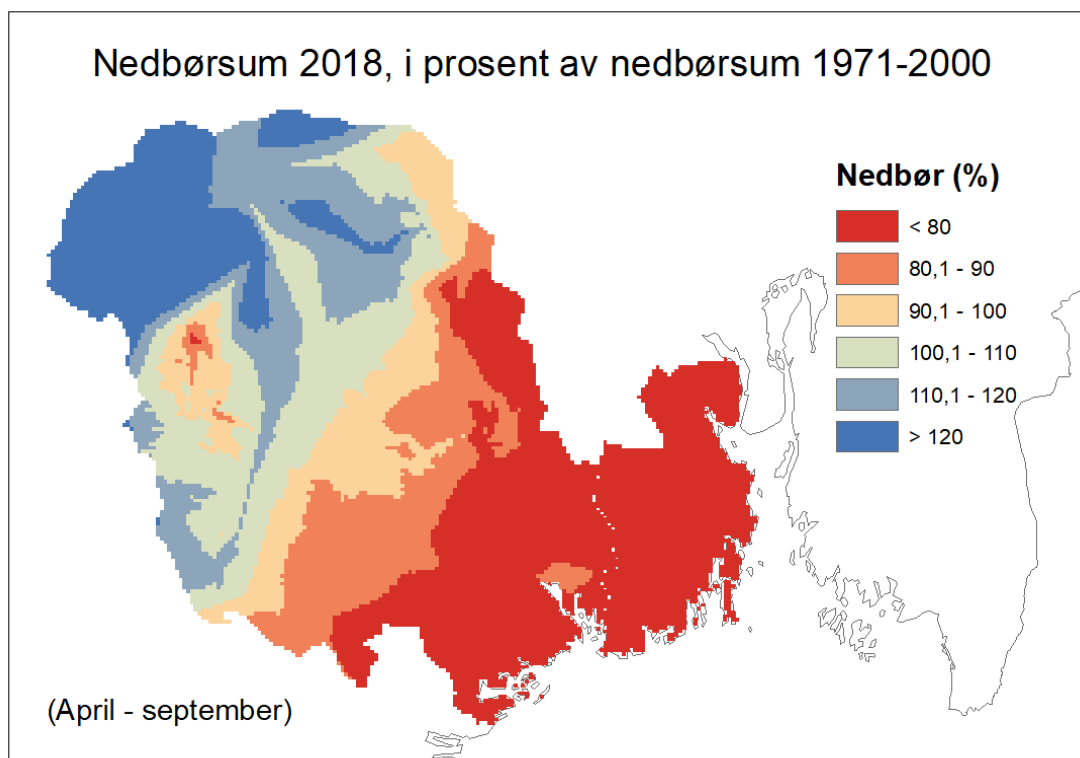 Nedbørsum 2018, i prosent av nedbørsum 1971-2000
Nedbør (%)
< 80
80,1 - 90
90,1 - 100
100,1 - 110
110,1 - 120
> 120
(April - september)